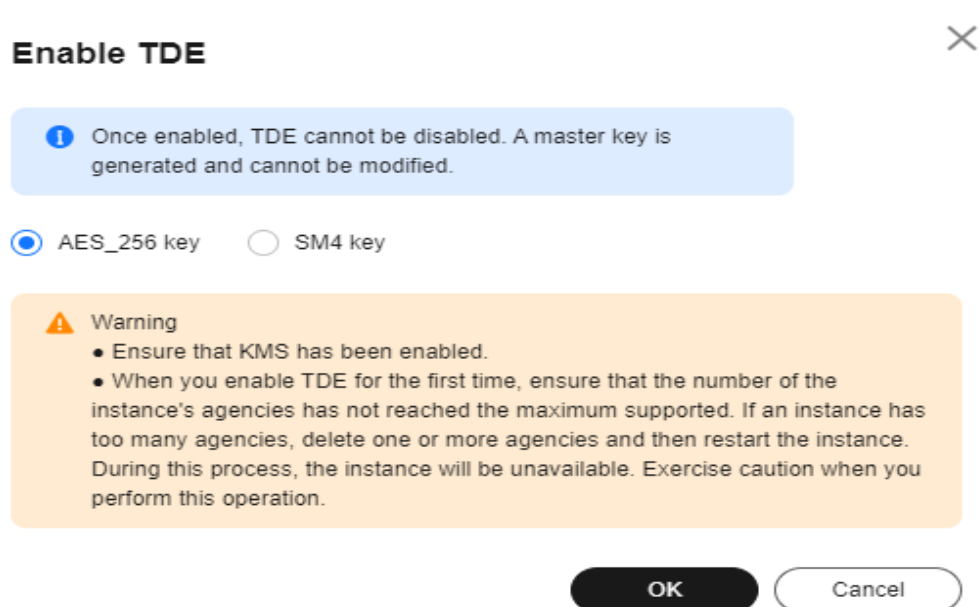 Enable TDE
Once enabled, TDE cannot be disabled. A master key is
generated and cannot be modified.
AES_256 key SM4 key
Warning
● Ensure that KMS has been enabled.
● When you enable TDE for the first time, ensure that the number of the
instance's agencies has not reached the maximum supported. If an instance has
too many agencies, delete one or more agencies and then restart the instance.
During this process, the instance will be unavailable. Exercise caution when you
perform this operation.
OK Cancel